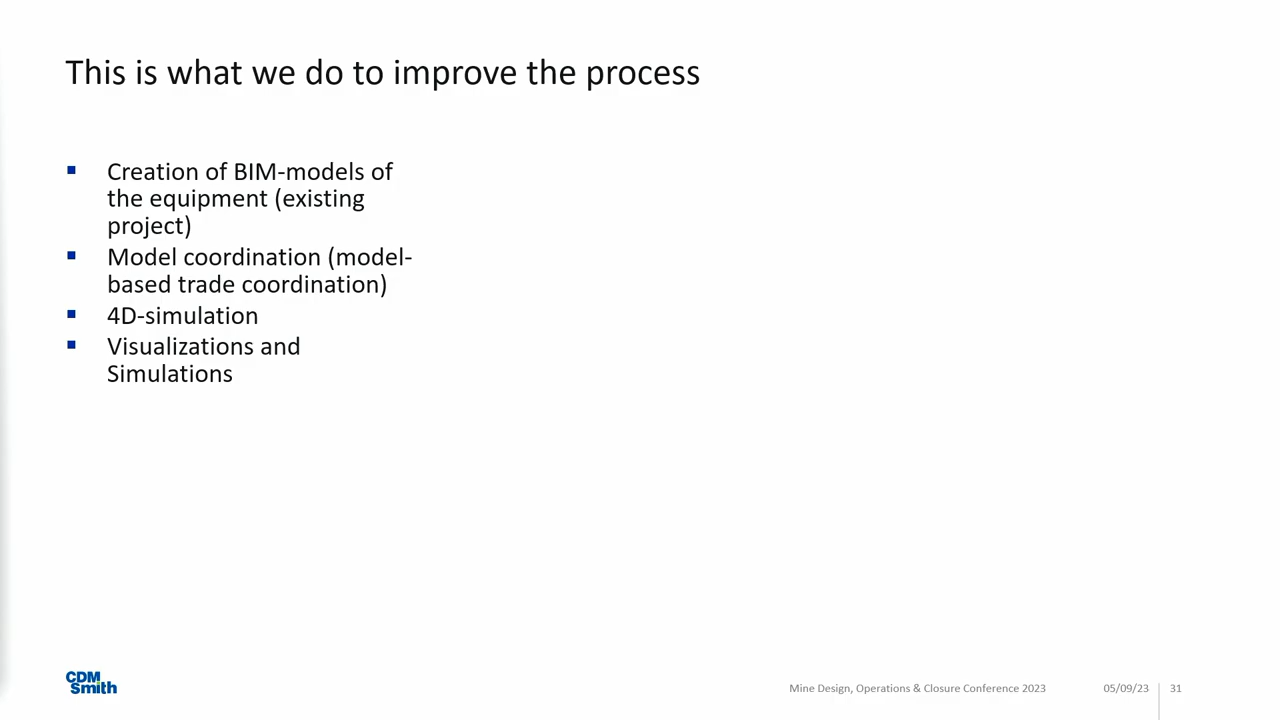 This is what we do to improve the process
▪ Creation of BIM-models of
the equipment (existing
project)
▪ Model coordination (model-
based trade coordination)
▪ 4D-simulation
▪ Visualizations and
Simulations
CDM
Smith
Mine Design, Operations & Closure Conference 2023 05/09/23 31